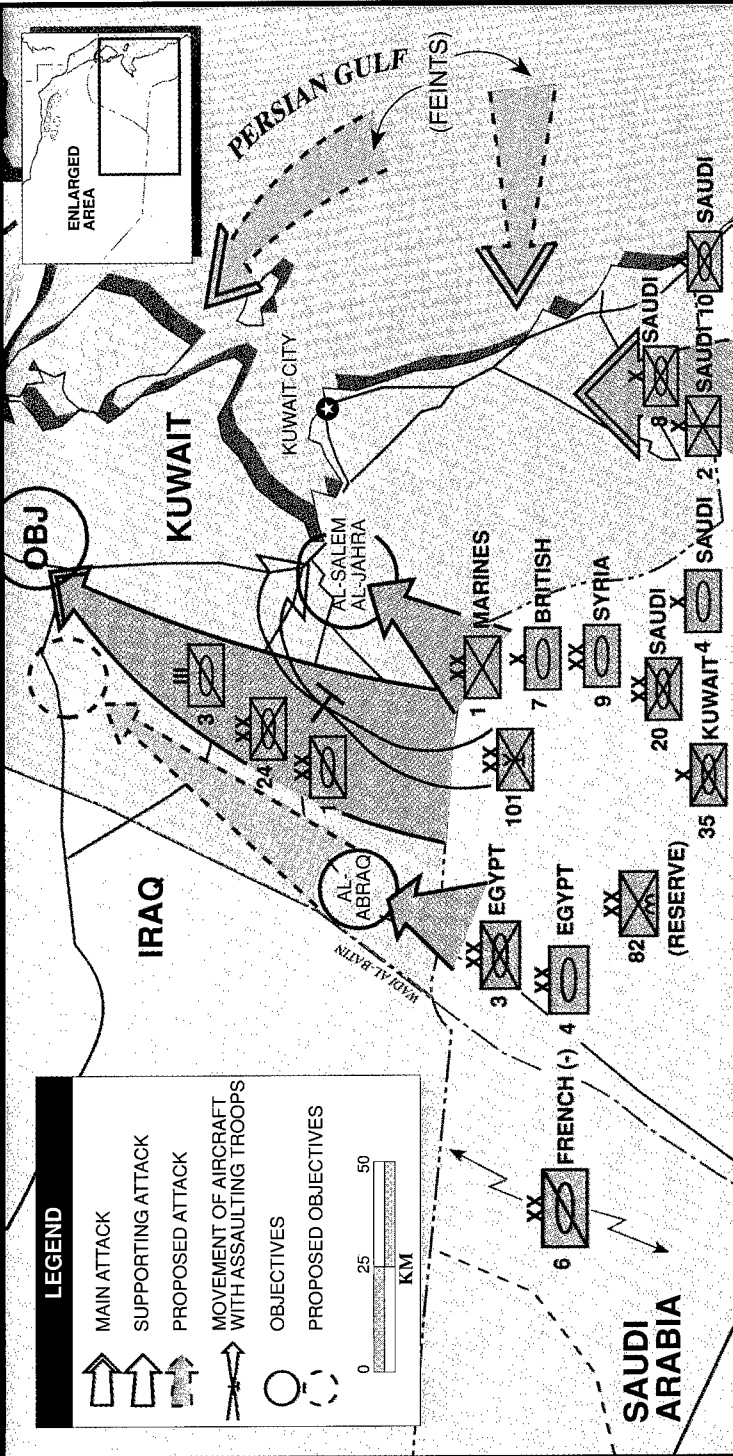 LEGEND
MAIN ATTACK
SUPPORTING ATTACK
PROPOSED ATTACK
MOVEMENT OF AIRCRAFT
WITH ASSAULTING TROOPS
OBJECTIVES
PROPOSED OBJECTIVES
0 25 50
KM
IRAQ
WADI AL-BATIN
AL-
ABRAQ
OBJ
KUWAIT
PERSIAN GULF
(FEINTS)
ENLARGED
AREA
KUWAIT CITY
AL-SALEM
AL-JAHRA
III
3
XX
24
XX
1
XX
1 MARINES
X
7 BRITISH
XX
9 SYRIA
XX
20 SAUDI
X
4 SAUDI
X
35 KUWAIT
XX
101
XX
82
(RESERVE)
XX
3 EGYPT
XX
4 EGYPT
XX
6 FRENCH (-)
X
8 SAUDI
X
2 SAUDI
X
10 SAUDI
SAUDI
ARABIA